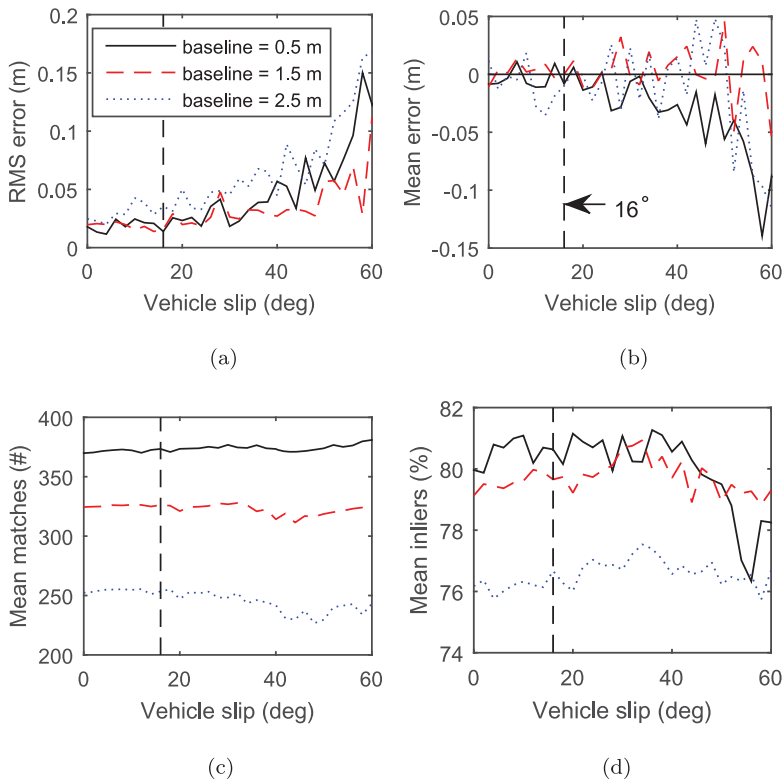 baseline = 0.5 m
baseline = 1.5 m
baseline = 2.5 m
RMS error (m)
0.2
0.15
0.1
0.05
0
0 20 40 60
Vehicle slip (deg)
(a)
Mean error (m)
0.05
0
-0.05
-0.1
-0.15
16°
0 20 40 60
Vehicle slip (deg)
(b)
Mean matches (#)
400
350
300
250
200
0 20 40 60
Vehicle slip (deg)
(c)
Mean inliers (%)
82
80
78
76
74
0 20 40 60
Vehicle slip (deg)
(d)